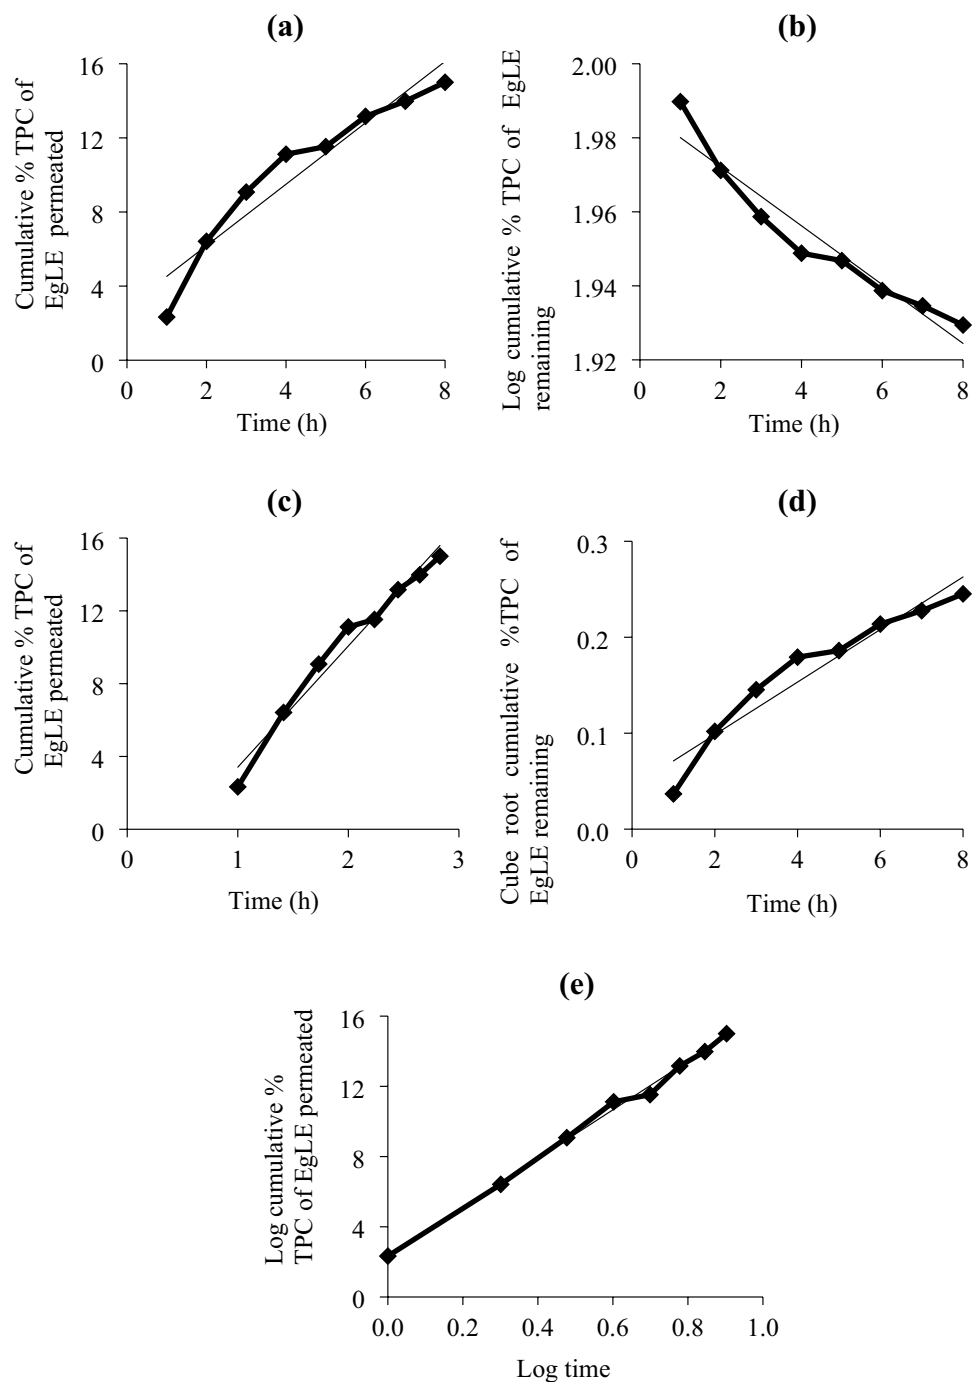 (a)
Cumulative % TPC of
EgLE permeated
16
12
8
4
0
0 2 4 6 8
Time (h)
(b)
Log cumulative % TPC of EgLE
remaining
2.00
1.98
1.96
1.94
1.92
0 2 4 6 8
Time (h)
(c)
Cumulative % TPC of
EgLE permeated
16
12
8
4
0
0 1 2 3
Time (h)
(d)
Cube root cumulative %TPC of
EgLE remaining
0.3
0.2
0.1
0.0
0 2 4 6 8
Time (h)
(e)
Log cumulative %
TPC of EgLE permeated
16
12
8
4
0
0.0 0.2 0.4 0.6 0.8 1.0
Log time